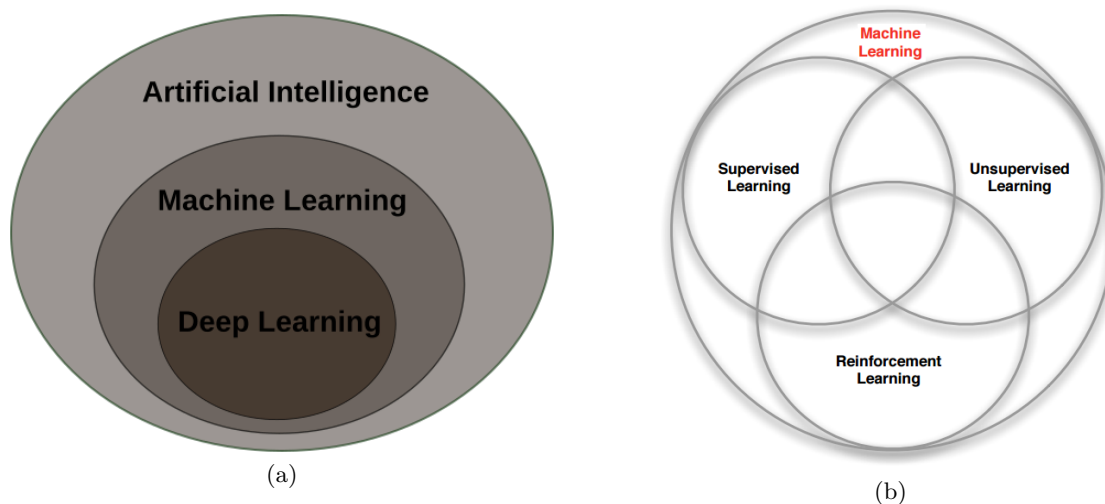 Artificial Intelligence
Machine Learning
Deep Learning
(a)
Machine
Learning
Supervised
Learning
Unsupervised
Learning
Reinforcement
Learning
(b)